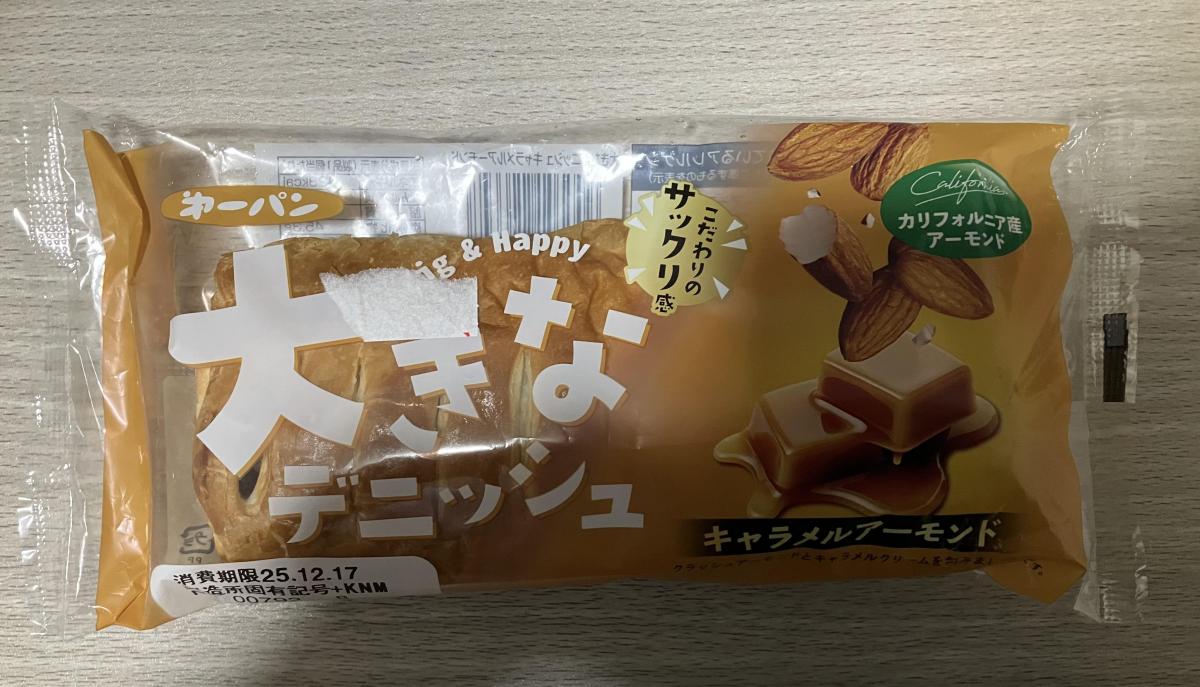 第一パン
& Happy
大きな
デニッシュ
こだわりの
サックリ感
California
カリフォルニア産
アーモンド
キャラメルアーモンド
消費期限25.12.17
製造所固有記号+KNM